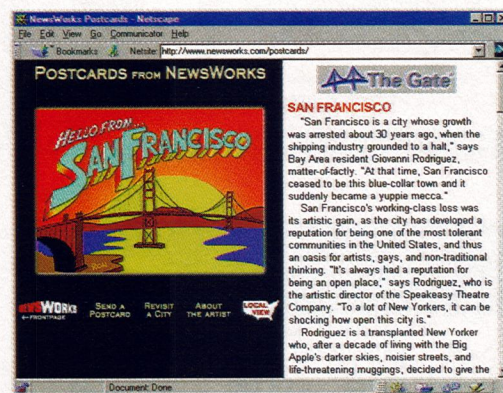 NewsWorks Postcards - Netscape
File Edit View Go Communicator Help
Bookmarks Netsite: http://www.newsworks.com/postcards/
POSTCARDS FROM NEWSWORKS
HELLO FROM...
SAN FRANCISCO
NEWSWORKS
FRONTPAGE
SEND A
POSTCARD
REVISIT
A CITY
ABOUT
THE ARTIST
LOCAL
VIEW
The Gate
SAN FRANCISCO
"San Francisco is a city whose growth
was arrested about 30 years ago, when the
shipping industry grounded to a halt," says
Bay Area resident Giovanni Rodriguez,
matter-of-factly. "At that time, San Francisco
ceased to be this blue-collar town and it
suddenly became a yuppie mecca."
San Francisco's working-class loss was
its artistic gain, as the city has developed a
reputation for being one of the most tolerant
communities in the United States, and thus
an oasis for artists, gays, and non-traditional
thinking. "It's always had a reputation for
being an open place," says Rodriguez, who is
the artistic director of the Speakeasy Theatre
Company. "To a lot of New Yorkers, it can be
shocking how open this city is."
Rodriguez is a transplanted New Yorker
who, after a decade of living with the Big
Apple's darker skies, noisier streets, and
life-threatening muggings, decided to give the
Document: Done